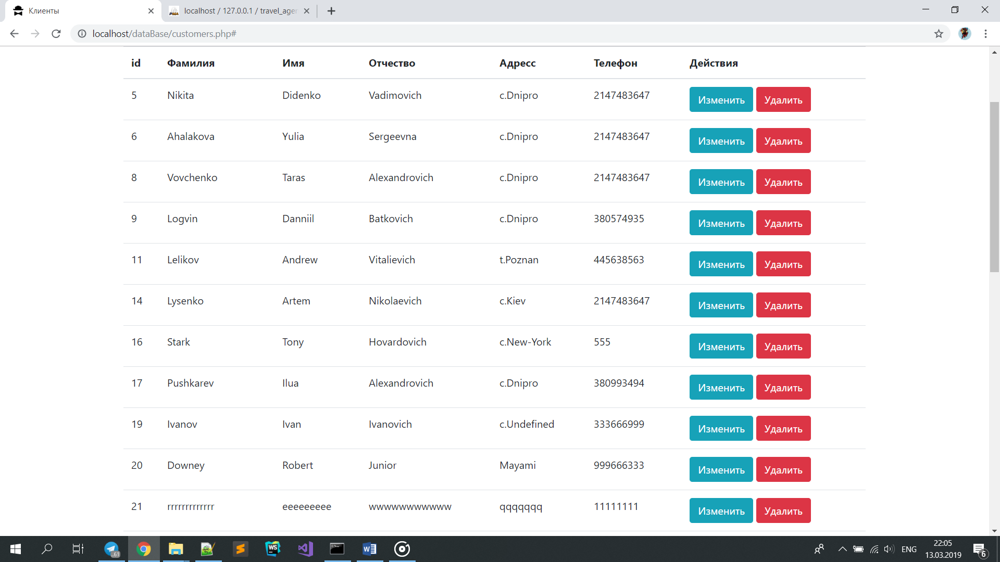 Клиенты
localhost / 127.0.0.1 / travel_agen
localhost/dataBase/customers.php#
id Фамилия Имя Отчество Адресс Телефон Действия
5 Nikita Didenko Vadimovich c.Dnipro 2147483647 Изменить Удалить
6 Ahalakova Yulia Sergeevna c.Dnipro 2147483647 Изменить Удалить
8 Vovchenko Taras Alexandrovich c.Dnipro 2147483647 Изменить Удалить
9 Logvin Danniil Batkovich c.Dnipro 380574935 Изменить Удалить
11 Lelikov Andrew Vitalievich t.Poznan 445638563 Изменить Удалить
14 Lysenko Artem Nikolaevich c.Kiev 2147483647 Изменить Удалить
16 Stark Tony Hovardovich c.New-York 555 Изменить Удалить
17 Pushkarev Ilua Alexandrovich c.Dnipro 380993494 Изменить Удалить
19 Ivanov Ivan Ivanovich c.Undefined 333666999 Изменить Удалить
20 Downey Robert Junior Mayami 999666333 Изменить Удалить
21 rrrrrrrrrrrrr eeeeeeeee wwwwwwwwwww qqqqqqq 11111111 Изменить Удалить
ENG
22:05
13.03.2019
6